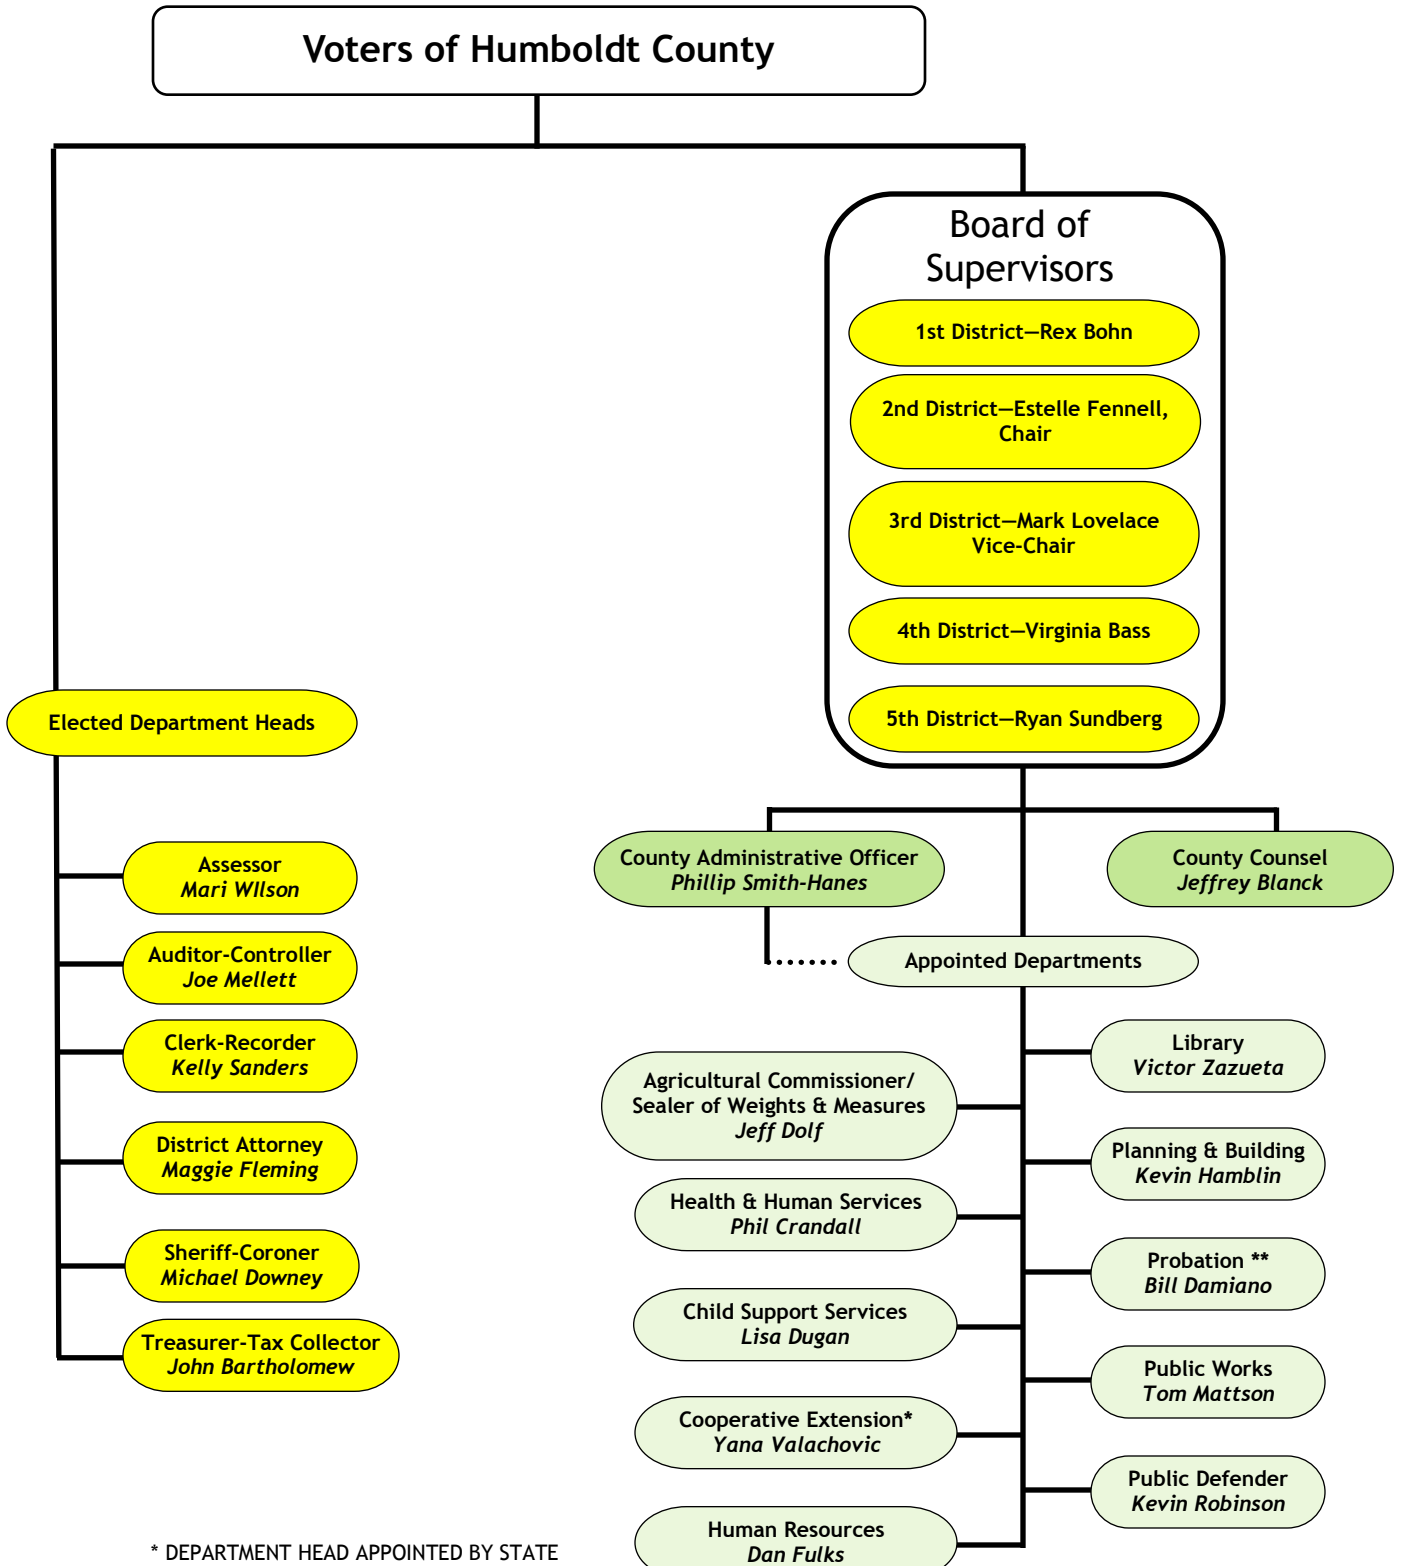 Voters of Humboldt County
Board of
Supervisors
1st District—Rex Bohn
2nd District—Estelle Fennell,
Chair
3rd District—Mark Lovelace
Vice-Chair
4th District—Virginia Bass
5th District—Ryan Sundberg
Elected Department Heads
Assessor
Mari WIlson
Auditor-Controller
Joe Mellett
Clerk-Recorder
Kelly Sanders
District Attorney
Maggie Fleming
Sheriff-Coroner
Michael Downey
Treasurer-Tax Collector
John Bartholomew
County Administrative Officer
Phillip Smith-Hanes
County Counsel
Jeffrey Blanck
Appointed Departments
Agricultural Commissioner/
Sealer of Weights & Measures
Jeff Dolf
Health & Human Services
Phil Crandall
Child Support Services
Lisa Dugan
Cooperative Extension*
Yana Valachovic
Human Resources
Dan Fulks
Library
Victor Zazueta
Planning & Building
Kevin Hamblin
Probation **
Bill Damiano
Public Works
Tom Mattson
Public Defender
Kevin Robinson
* DEPARTMENT HEAD APPOINTED BY STATE